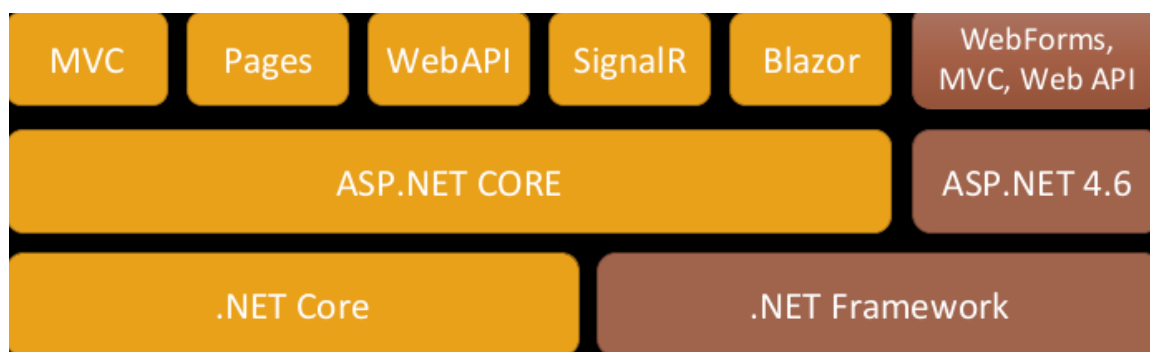 MVC
Pages
WebAPI
SignalR
Blazor
WebForms,
MVC, Web API
ASP.NET CORE
ASP.NET 4.6
.NET Core
.NET Framework